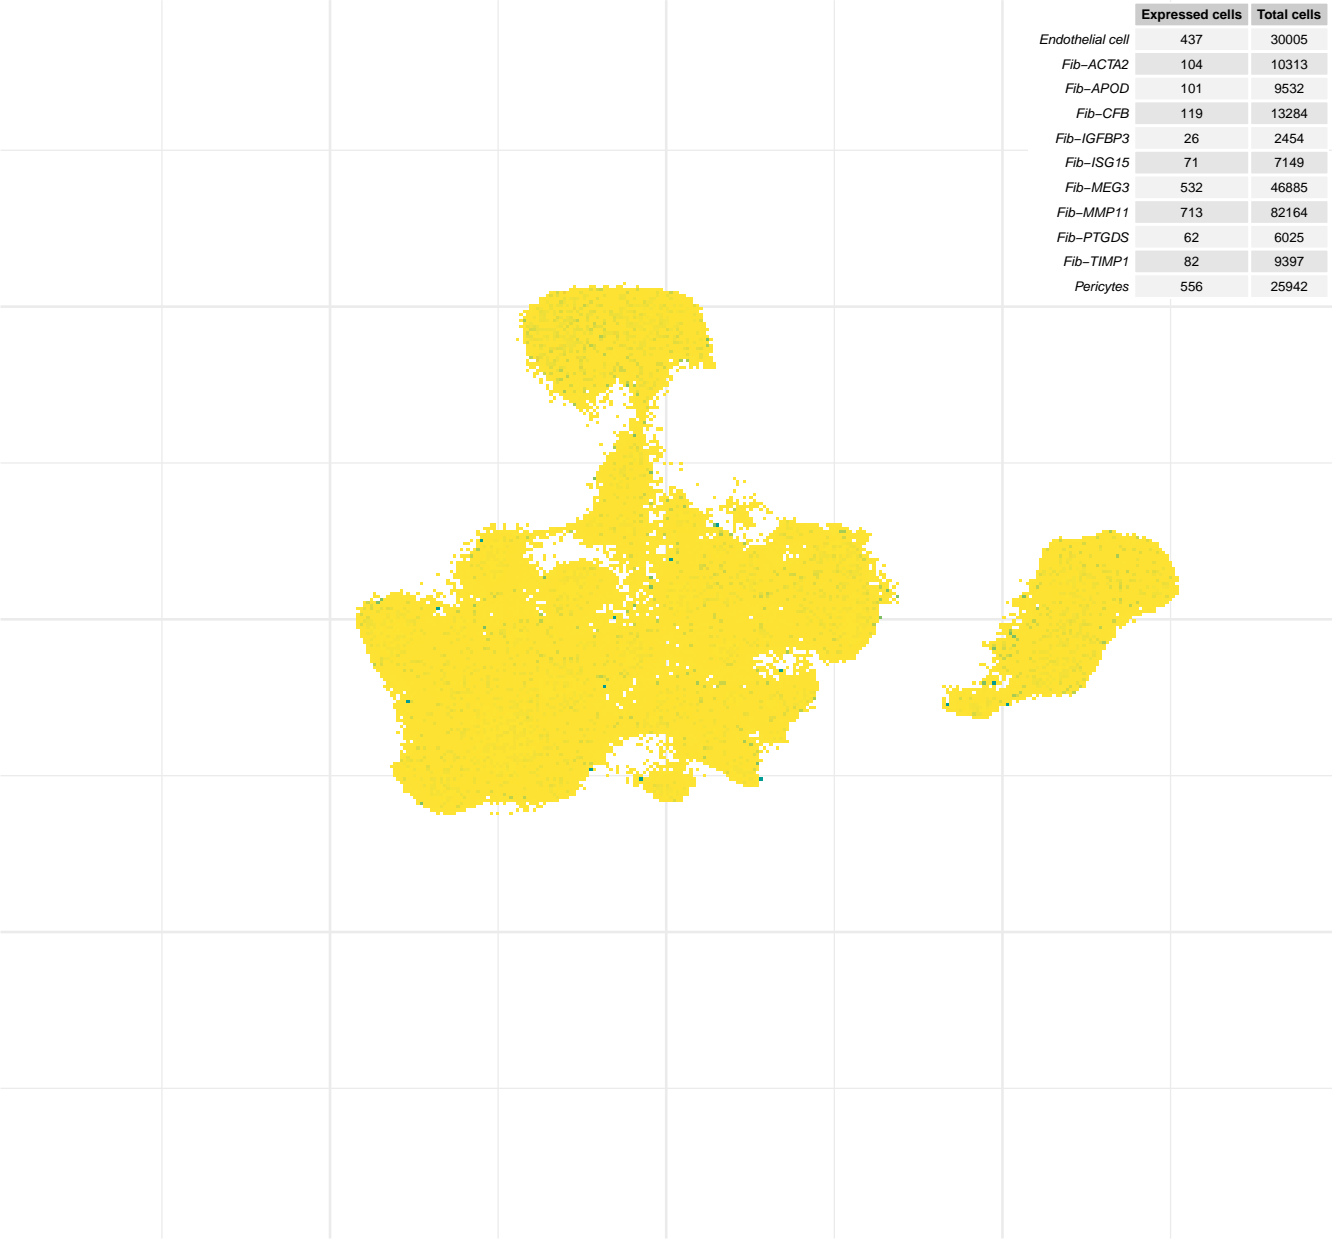 Expressed cells Total cells
Endothelial cell 437 30005
Fib−ACTA2 104 10313
Fib−APOD 101 9532
Fib−CFB 119 13284
Fib−IGFBP3 26 2454
Fib−ISG15 71 7149
Fib−MEG3 532 46885
Fib−MMP11 713 82164
Fib−PTGDS 62 6025
Fib−TIMP1 82 9397
Pericytes 556 25942